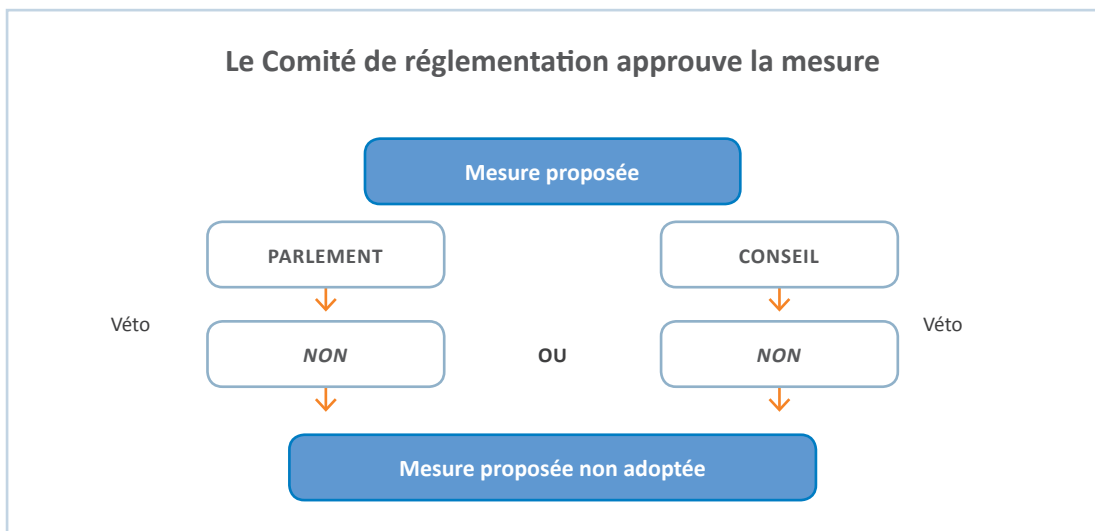 Le Comité de réglementation approuve la mesure
Mesure proposée
PARLEMENT
CONSEIL
Véto
NON
OU
NON
Véto
Mesure proposée non adoptée